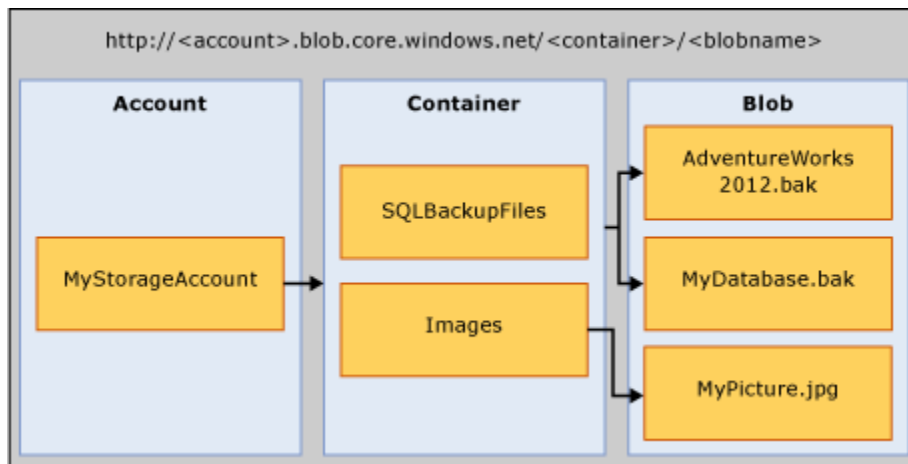 http://<account>.blob.core.windows.net/<container>/<blobname>
Account
Container
Blob
MyStorageAccount
SQLBackupFiles
Images
AdventureWorks
2012.bak
MyDatabase.bak
MyPicture.jpg